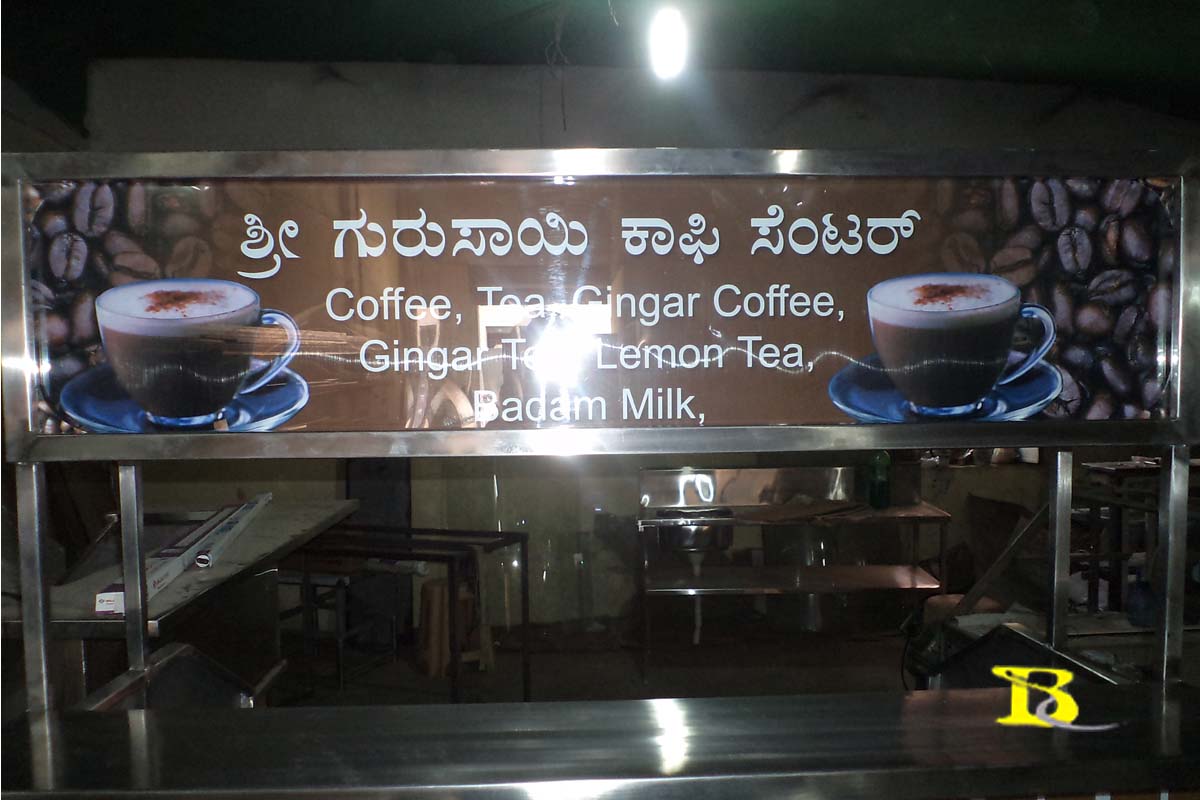 ಶ್ರೀ ಗುರುಸಾಯಿ ಕಾಫಿ ಸೆಂಟರ್
Coffee, Tea, Gingar Coffee,
Gingar Tea, Lemon Tea,
Badam Milk,
B